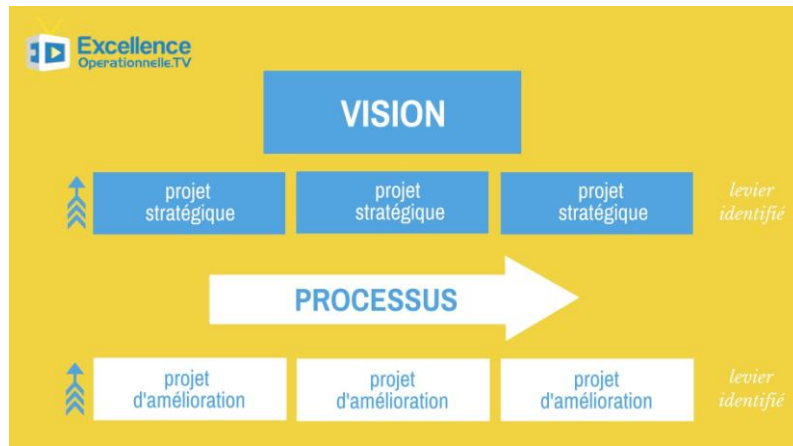 Excellence
Operationnelle.TV
VISION
projet
stratégique
projet
stratégique
projet
stratégique
levier
identifié
PROCESSUS
projet
d'amélioration
projet
d'amélioration
projet
d'amélioration
levier
identifié